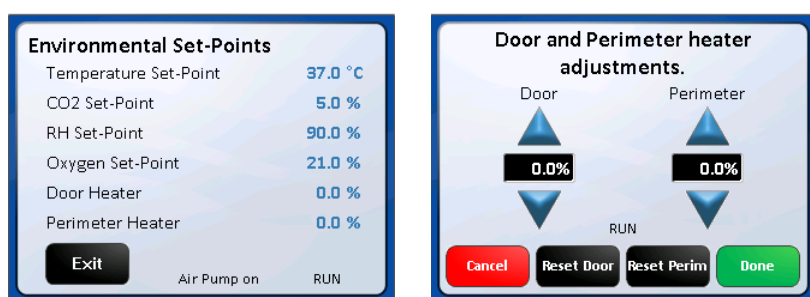 Environmental Set-Points
Temperature Set-Point 37.0 °C
CO2 Set-Point 5.0 %
RH Set-Point 90.0 %
Oxygen Set-Point 21.0 %
Door Heater 0.0 %
Perimeter Heater 0.0 %
Exit Air Pump on RUN
Door and Perimeter heater
adjustments.
Door Perimeter
0.0% 0.0%
RUN
Cancel Reset Door Reset Perim Done